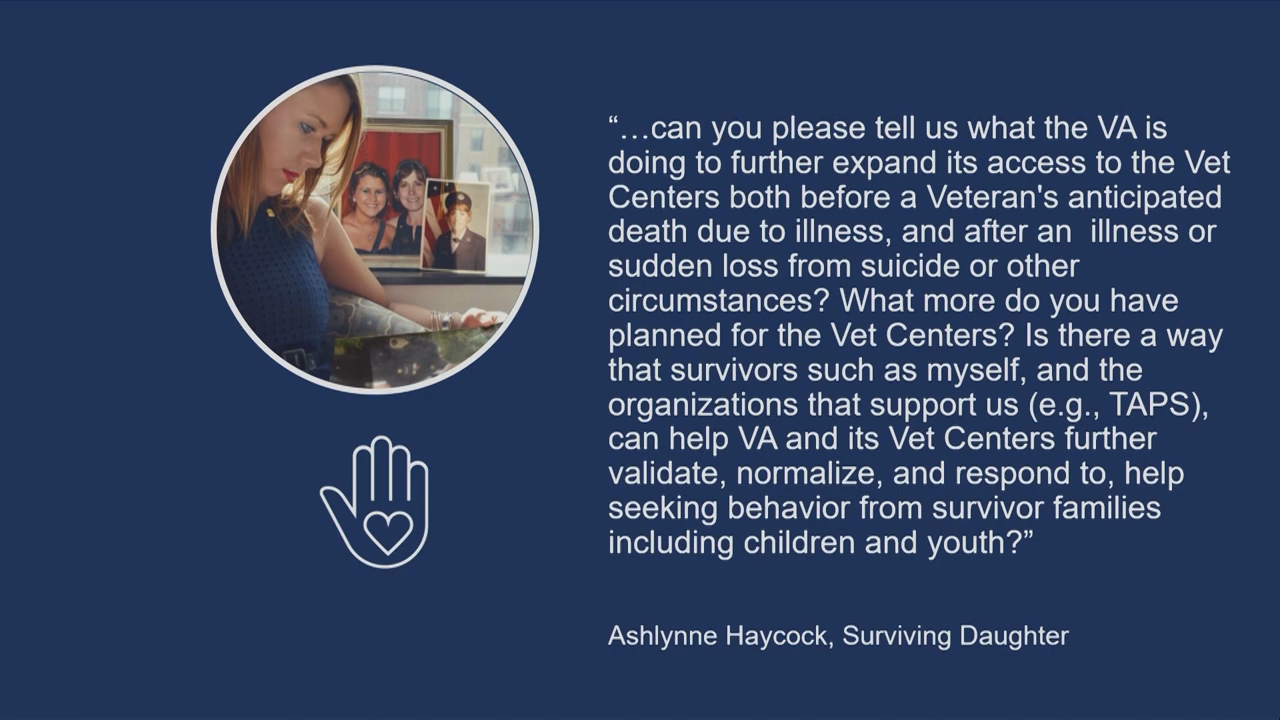 “…can you please tell us what the VA is
doing to further expand its access to the Vet
Centers both before a Veteran's anticipated
death due to illness, and after an  illness or
sudden loss from suicide or other
circumstances? What more do you have
planned for the Vet Centers? Is there a way
that survivors such as myself, and the
organizations that support us (e.g., TAPS),
can help VA and its Vet Centers further
validate, normalize, and respond to, help
seeking behavior from survivor families
including children and youth?”
Ashlynne Haycock, Surviving Daughter